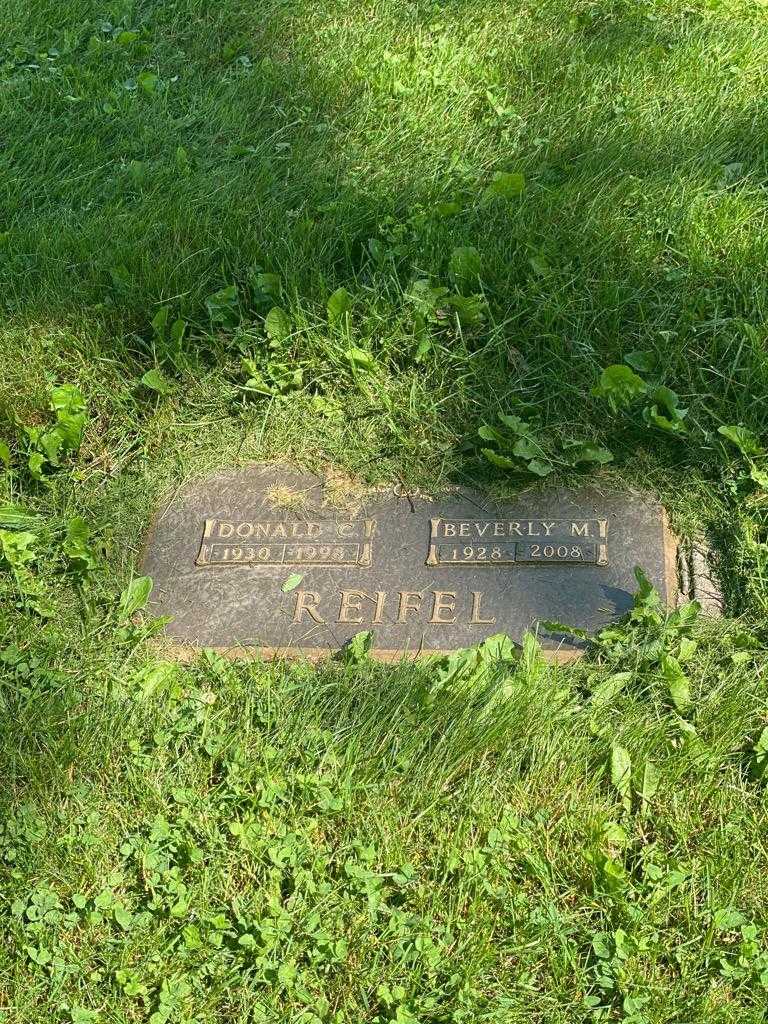 DONALD C.
1930 1998
BEVERLY M.
1928 2008
REIFEL